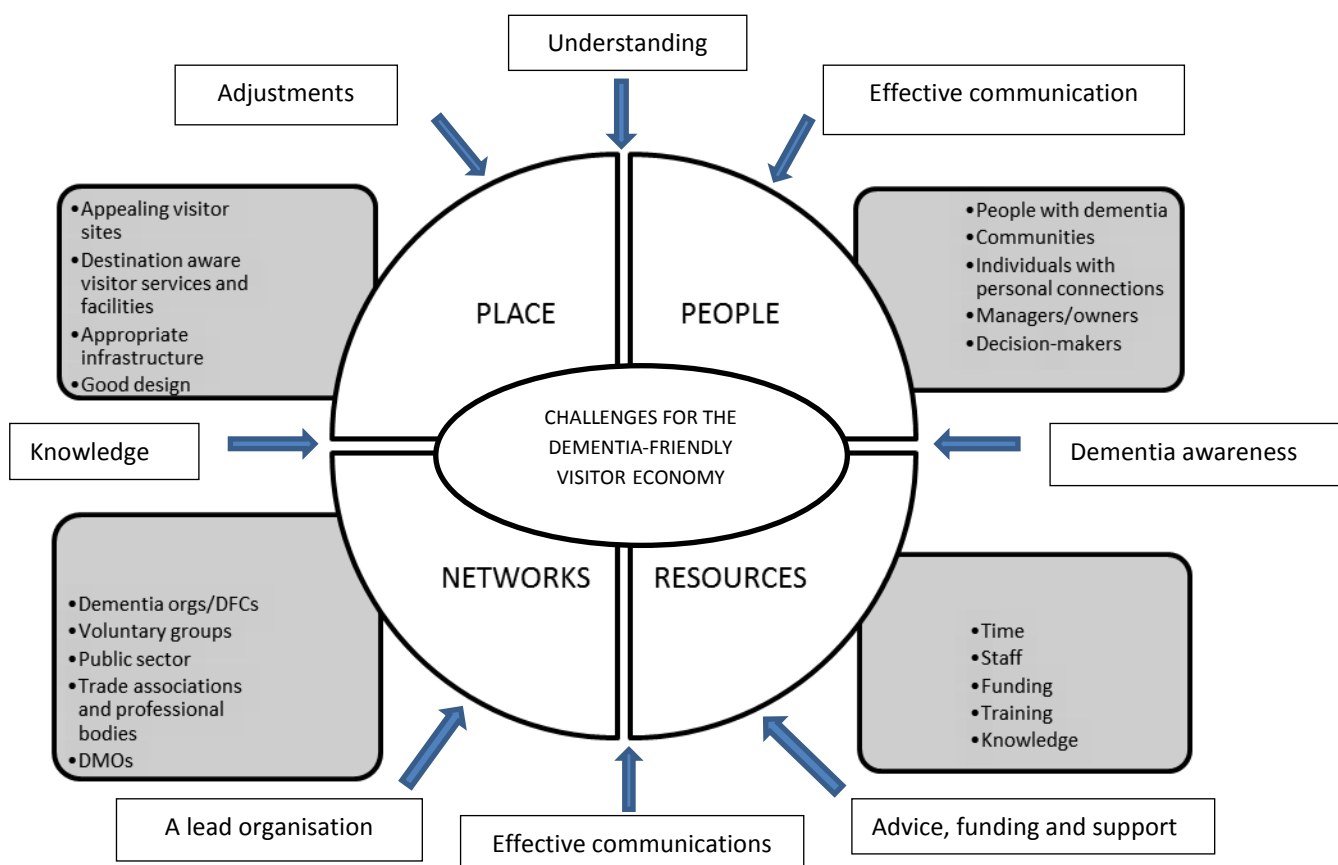 Understanding
Adjustments
Effective communication
•Appealing visitor
sites
•Destination aware
visitor services and
facilities
•Appropriate
infrastructure
•Good design
PLACE
PEOPLE
•People with dementia
•Communities
•Individuals with
personal connections
•Managers/owners
•Decision-makers
CHALLENGES FOR THE
DEMENTIA-FRIENDLY
VISITOR ECONOMY
Knowledge
Dementia awareness
•Dementia orgs/DFCs
•Voluntary groups
•Public sector
•Trade associations
and professional
bodies
•DMOs
NETWORKS
RESOURCES
•Time
•Staff
•Funding
•Training
•Knowledge
A lead organisation
Effective communications
Advice, funding and support